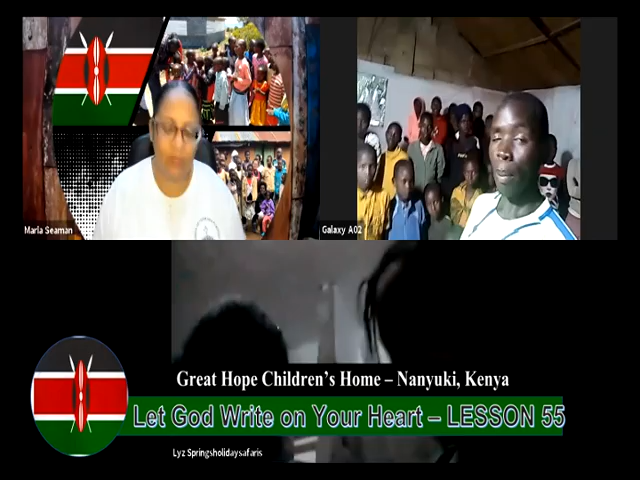 Maria Seaman
Galaxy A02
Great Hope Children's Home – Nanyuki, Kenya
Let God Write on Your Heart – LESSON 55
Lyz Springsholidaysafaris